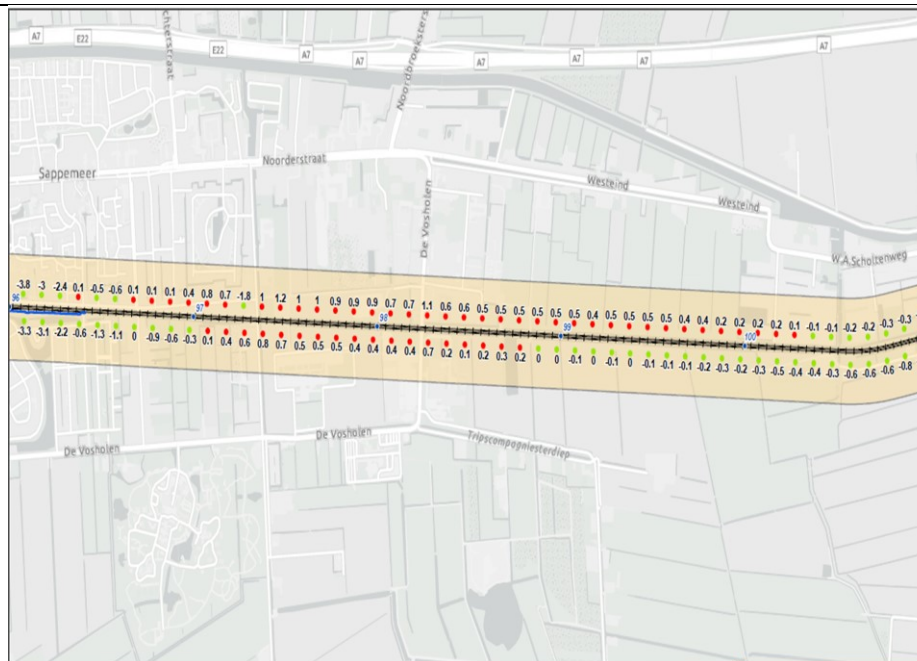 A7
E22
E22
A7
A7
A7
A7
A7
A7
chterstraat
Noordbroeksters
Sappemeer
Noorderstraat
Westeind
Westeind
De Vosholen
W.A.Scholtenweg
-3.8 -3 -2.4 0.1 -0.5 -0.6 0.1 0.1 0.1 0.4 0.8 0.7 -1.8 1 1.2 1 1 0.9 0.9 0.9 0.7 0.7 1.1 0.6 0.6 0.5 0.5 0.5 0.5 0.5 0.5 0.4 0.5 0.5 0.5 0.5 0.4 0.4 0.2 0.2 0.2 0.2 0.1 -0.1 -0.1 -0.2 -0.2 -0.3 -0.3
96
97
98
99
100
-3.3 -3.1 -2.2 -0.6 -1.3 -1.1 0 -0.9 -0.6 -0.3 0.1 0.4 0.6 0.8 0.7 0.5 0.5 0.5 0.4 0.4 0.4 0.4 0.7 0.2 0.1 0.2 0.3 0.2 0 0 -0.1 0 -0.1 0 -0.1 -0.1 -0.1 -0.2 -0.3 -0.2 -0.3 -0.5 -0.4 -0.4 -0.3 -0.6 -0.6 -0.6 -0.8
De Vosholen
De Vosholen
Tripscompagniesterdiep